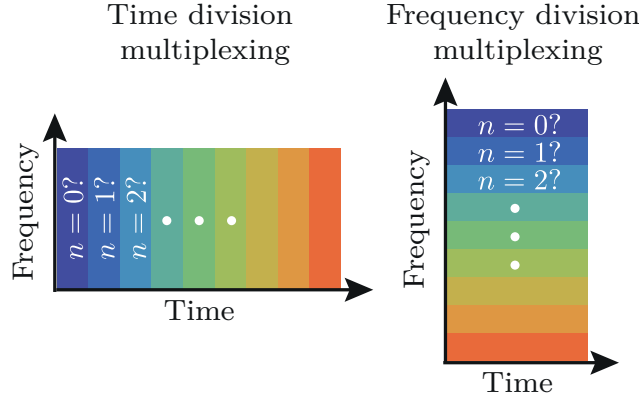 Time division
multiplexing
Frequency
n = 0?
n = 1?
n = 2?
Time
Frequency division
multiplexing
Frequency
n = 0?
n = 1?
n = 2?
Time